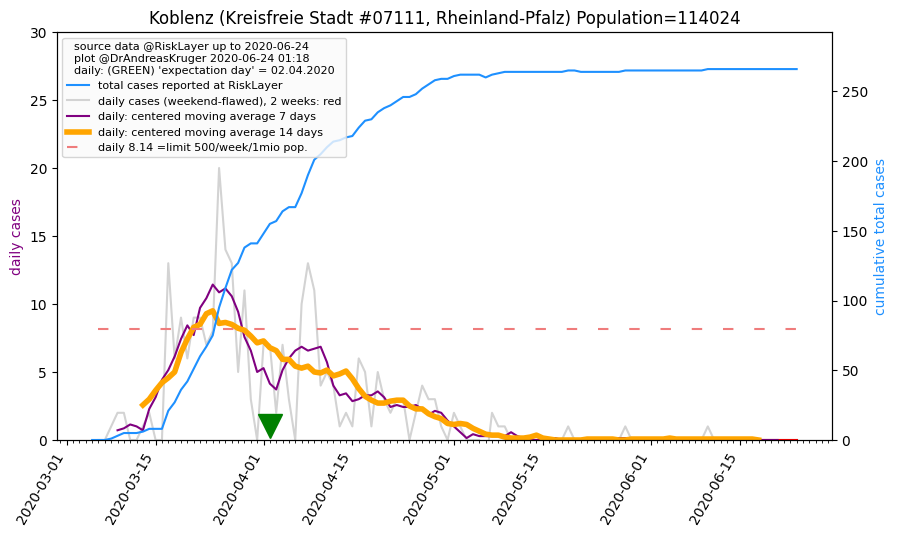 Koblenz (Kreisfreie Stadt #07111, Rheinland-Pfalz) Population=114024
source data @RiskLayer up to 2020-06-24
plot @DrAndreasKruger 2020-06-24 01:18
daily: (GREEN) 'expectation day' = 02.04.2020
total cases reported at RiskLayer
daily cases (weekend-flawed), 2 weeks: red
daily: centered moving average 7 days
daily: centered moving average 14 days
daily 8.14 =limit 500/week/1mio pop.
daily cases
30
25
20
15
10
5
0
cumulative total cases
250
200
150
100
50
0
2020-03-01
2020-03-15
2020-04-01
2020-04-15
2020-05-01
2020-05-15
2020-06-01
2020-06-15